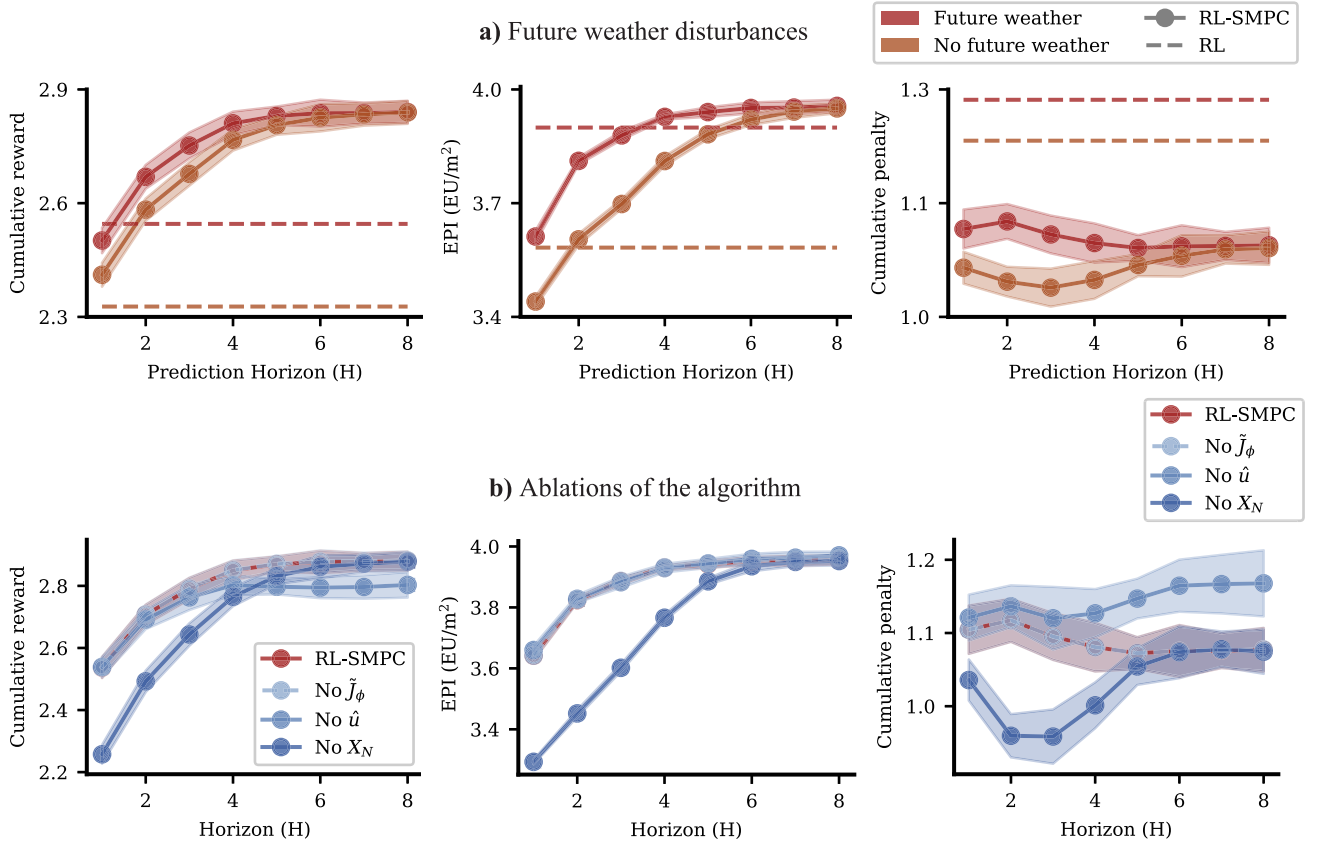 a) Future weather disturbances
Future weather
No future weather
RL-SMPC
RL
Cumulative reward
2.9
2.6
2.3
2 4 6 8
Prediction Horizon (H)
EPI (EU/m²)
4.0
3.7
3.4
2 4 6 8
Prediction Horizon (H)
Cumulative penalty
1.3
1.1
1.0
2 4 6 8
Prediction Horizon (H)
RL-SMPC
No J̃ϕ
No û
No X_N
b) Ablations of the algorithm
Cumulative reward
2.8
2.6
2.4
2.2
2 4 6 8
Horizon (H)
RL-SMPC
No J̃ϕ
No û
No X_N
EPI (EU/m²)
4.0
3.8
3.6
3.4
2 4 6 8
Horizon (H)
Cumulative penalty
1.2
1.1
1.0
2 4 6 8
Horizon (H)